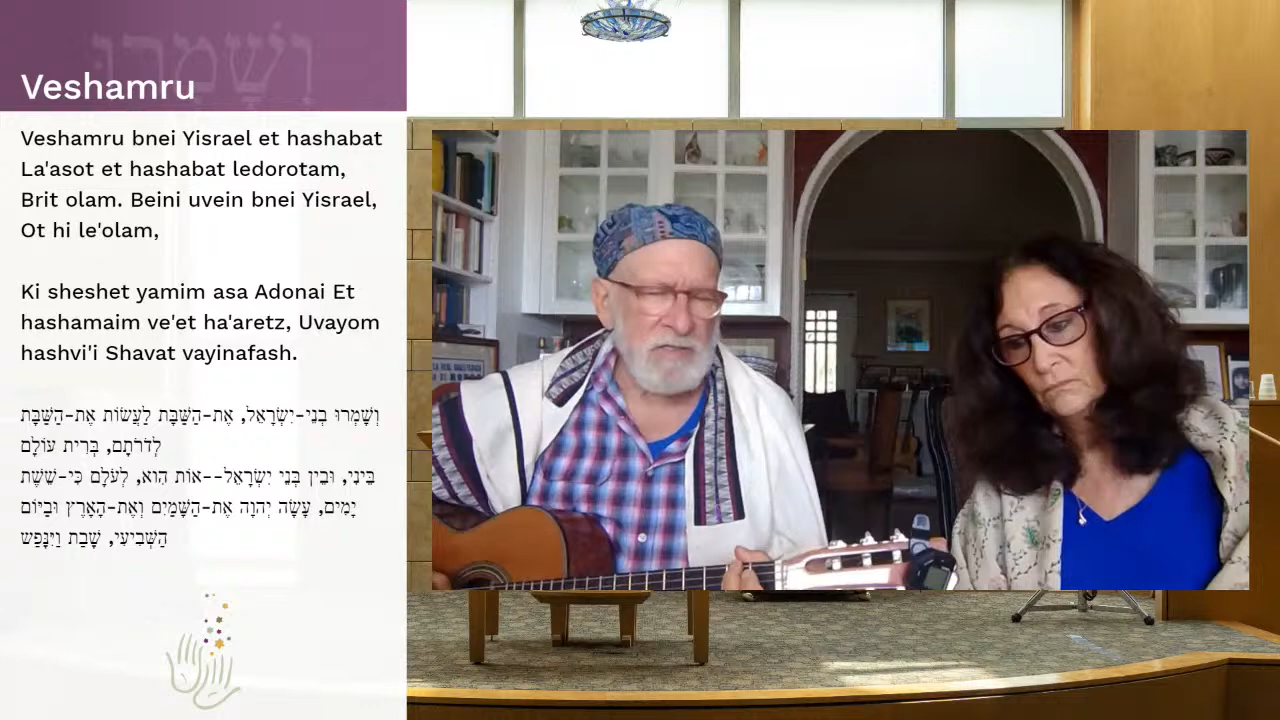 וְשָׁמְרוּ
Veshamru
Veshamru bnei Yisrael et hashabat
La'asot et hashabat ledorotam,
Brit olam. Beini uvein bnei Yisrael,
Ot hi le'olam,
Ki sheshet yamim asa Adonai Et
hashamaim ve'et ha'aretz, Uvayom
hashvi'i Shavat vayinafash.
וְשָׁמְרוּ בְנֵי-יִשְׂרָאֵל, אֶת-הַשַּׁבָּת לַעֲשׂוֹת אֶת-הַשַּׁבָּת
לְדֹרֹתָם, בְּרִית עוֹלָם
בֵּינִי, וּבֵין בְּנֵי יִשְׂרָאֵל--אוֹת הִוא, לְעֹלָם כִּי-שֵׁשֶׁת
יָמִים, עָשָׂה יְהוָה אֶת-הַשָּׁמַיִם וְאֶת-הָאָרֶץ וּבַיּוֹם
הַשְּׁבִיעִי, שָׁבַת וַיִּנָּפַשׁ